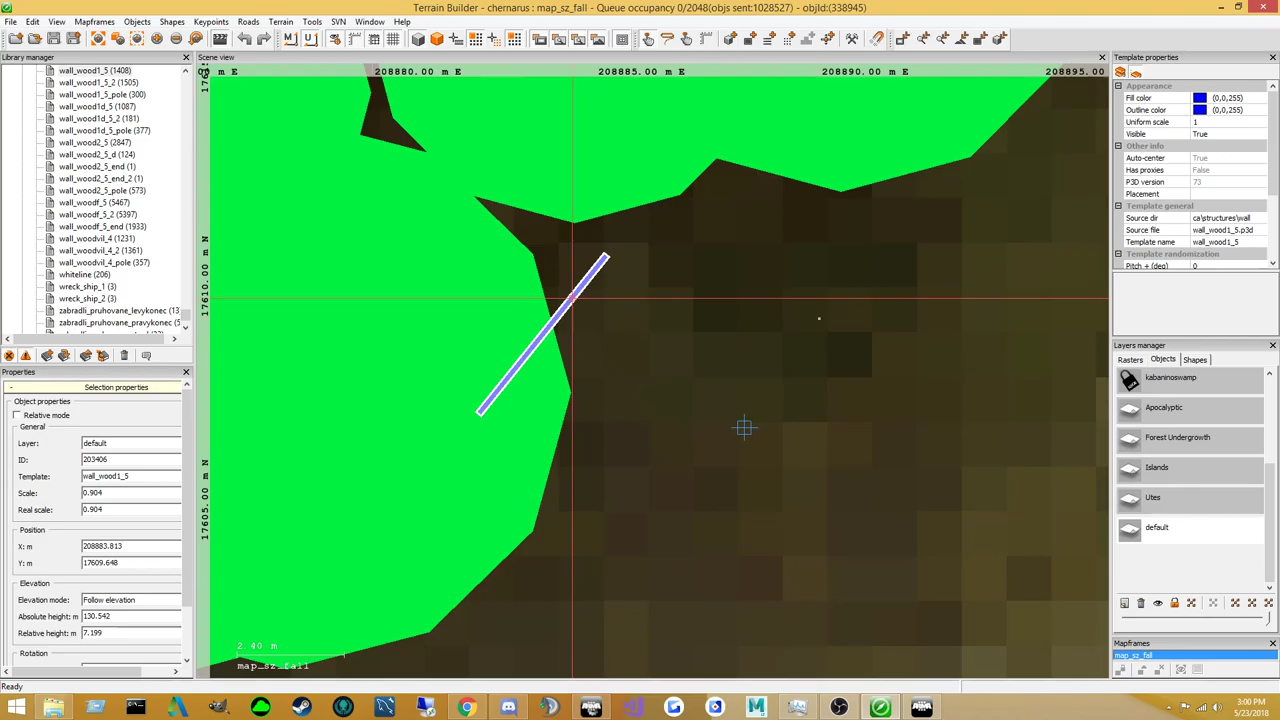 Terrain Builder - chernarus : map_sz_fall - Queue occupancy 0/2048(objs sent:1028527) - objId:(338945)
File Edit View Mapframes Objects Shapes Keypoints Roads Terrain Tools SVN Window Help
Library manager
wall_wood1_5 (1408)
wall_wood1_5_2 (1505)
wall_wood1_5_pole (300)
wall_wood1d_5 (1087)
wall_wood1d_5_2 (181)
wall_wood1d_5_pole (377)
wall_wood2_5 (2847)
wall_wood2_5_d (124)
wall_wood2_5_end (1)
wall_wood2_5_end_2 (1)
wall_wood2_5_pole (573)
wall_woodf_5 (5467)
wall_woodf_5_2 (5397)
wall_woodf_5_end (1933)
wall_woodvil_4 (1231)
wall_woodvil_4_2 (1361)
wall_woodvil_4_pole (357)
whiteline (206)
wreck_ship_1 (3)
wreck_ship_2 (3)
zabradli_pruhovane_levykonec (13
zabradli_pruhovane_pravykonec (5
Properties
Selection properties
Object properties
Relative mode
General
Layer: default
ID: 203406
Template: wall_wood1_5
Scale: 0.904
Real scale: 0.904
Position
X: m 208883.813
Y: m 17609.648
Elevation
Elevation mode: Follow elevation
Absolute height: m 130.542
Relative height: m 7.199
Rotation
Ready
Scene view
m E 208880.00 m E 208885.00 m E 208890.00 m E 208895.00
17610.00 m N
17605.00 m N
2.40 m
map_sz_fall
Template properties
Appearance
Fill color (0,0,255)
Outline color (0,0,255)
Uniform scale 1
Visible True
Other info
Auto-center True
Has proxies False
P3D version 73
Placement
Template general
Source dir ca\structures\wall
Source file wall_wood1_5.p3d
Template name wall_wood1_5
Template randomization
Pitch + (deg) 0
Layers manager
Rasters Objects Shapes
kabaninoswamp
Apocalyptic
Forest Undergrowth
Islands
Utes
default
Mapframes
map_sz_fall
3:00 PM
5/23/2018